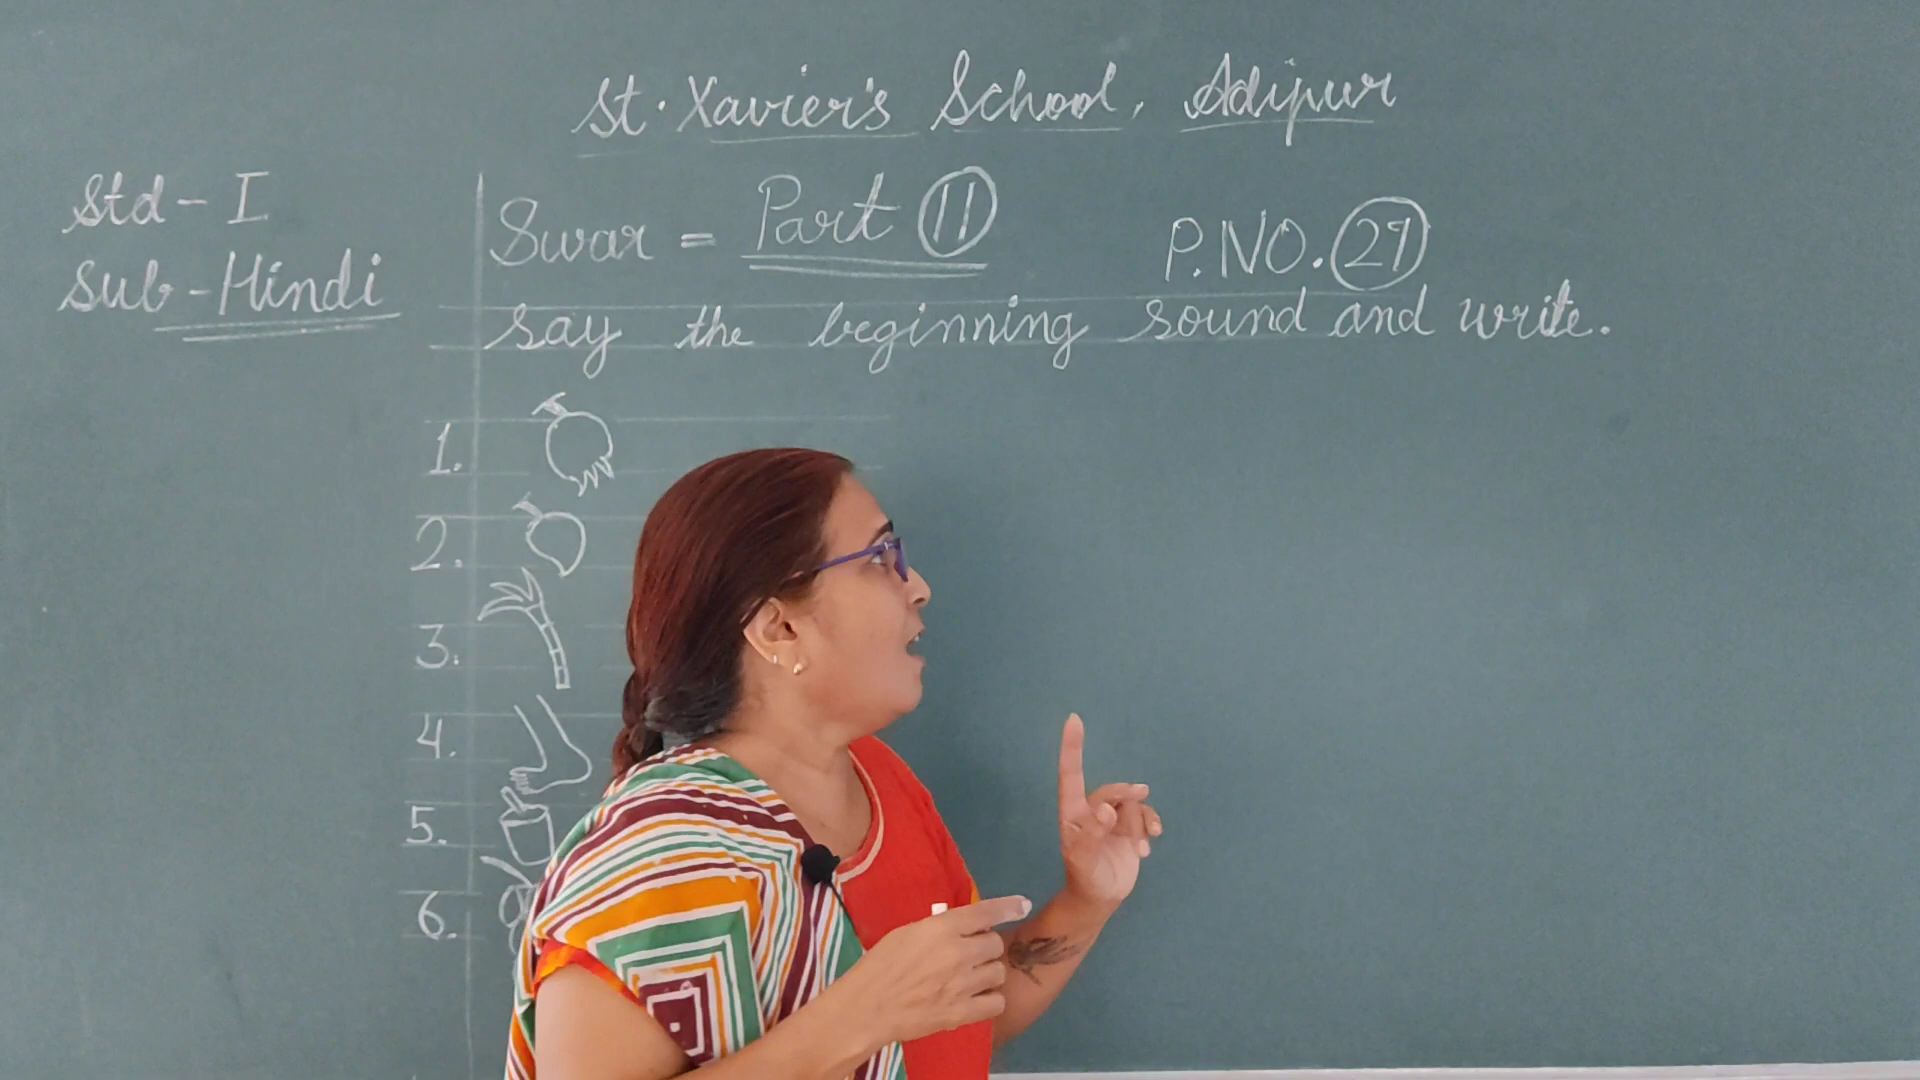 St. Xavier's School, Adipur
Std - I
Sub - Hindi
Swar = Part 11
P.NO. 27
say the beginning sound and write.
1.
2.
3.
4.
5.
6.